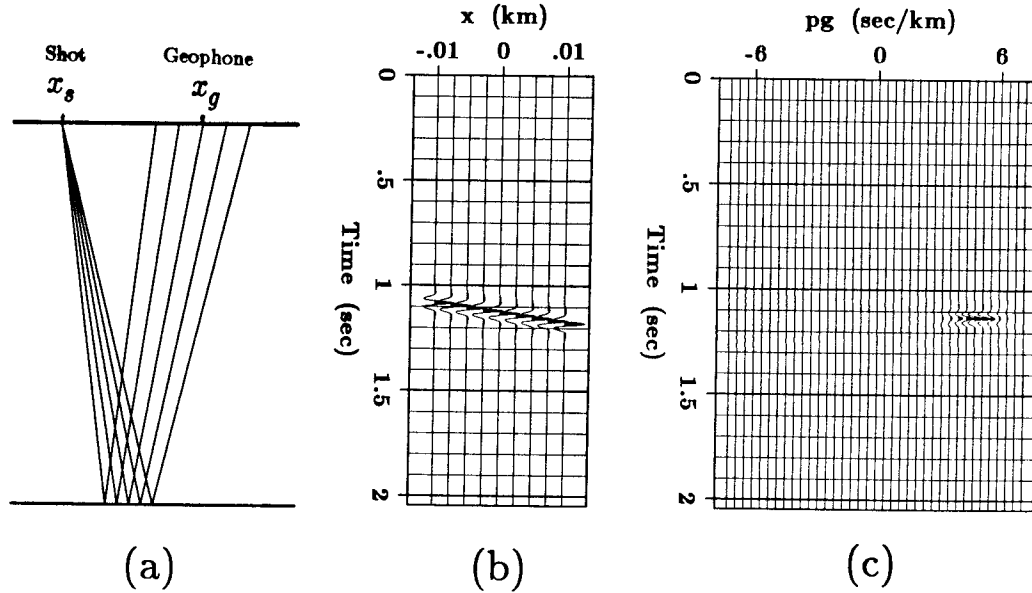 Shot
x_s
Geophone
x_g
(a)
x (km)
-.01 0 .01
0
.5
1
1.5
2
Time (sec)
(b)
pg (sec/km)
-6 0 6
0
.5
1
1.5
2
Time (sec)
(c)